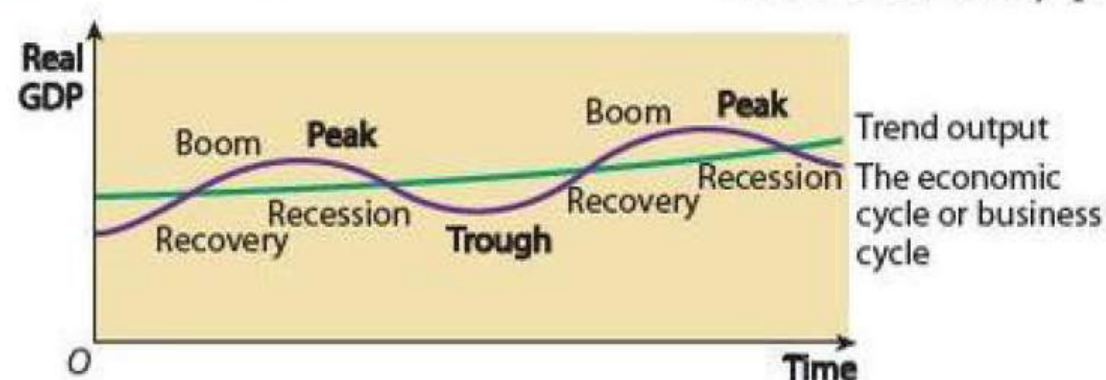 Real
GDP
Boom
Peak
Recession
Recovery
Trough
Boom
Peak
Recession
Recovery
Trend output
The economic
cycle or business
cycle
O
Time